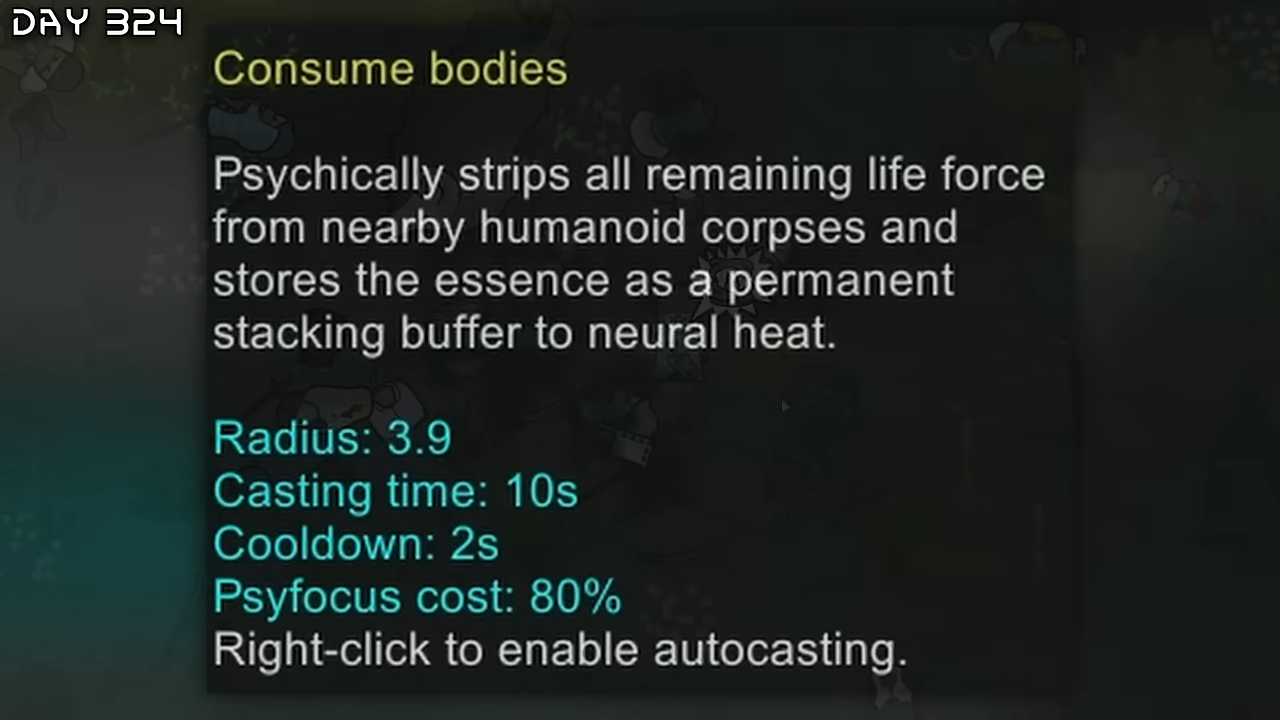 DAY 324
Consume bodies
Psychically strips all remaining life force
from nearby humanoid corpses and
stores the essence as a permanent
stacking buffer to neural heat.
Radius: 3.9
Casting time: 10s
Cooldown: 2s
Psyfocus cost: 80%
Right-click to enable autocasting.